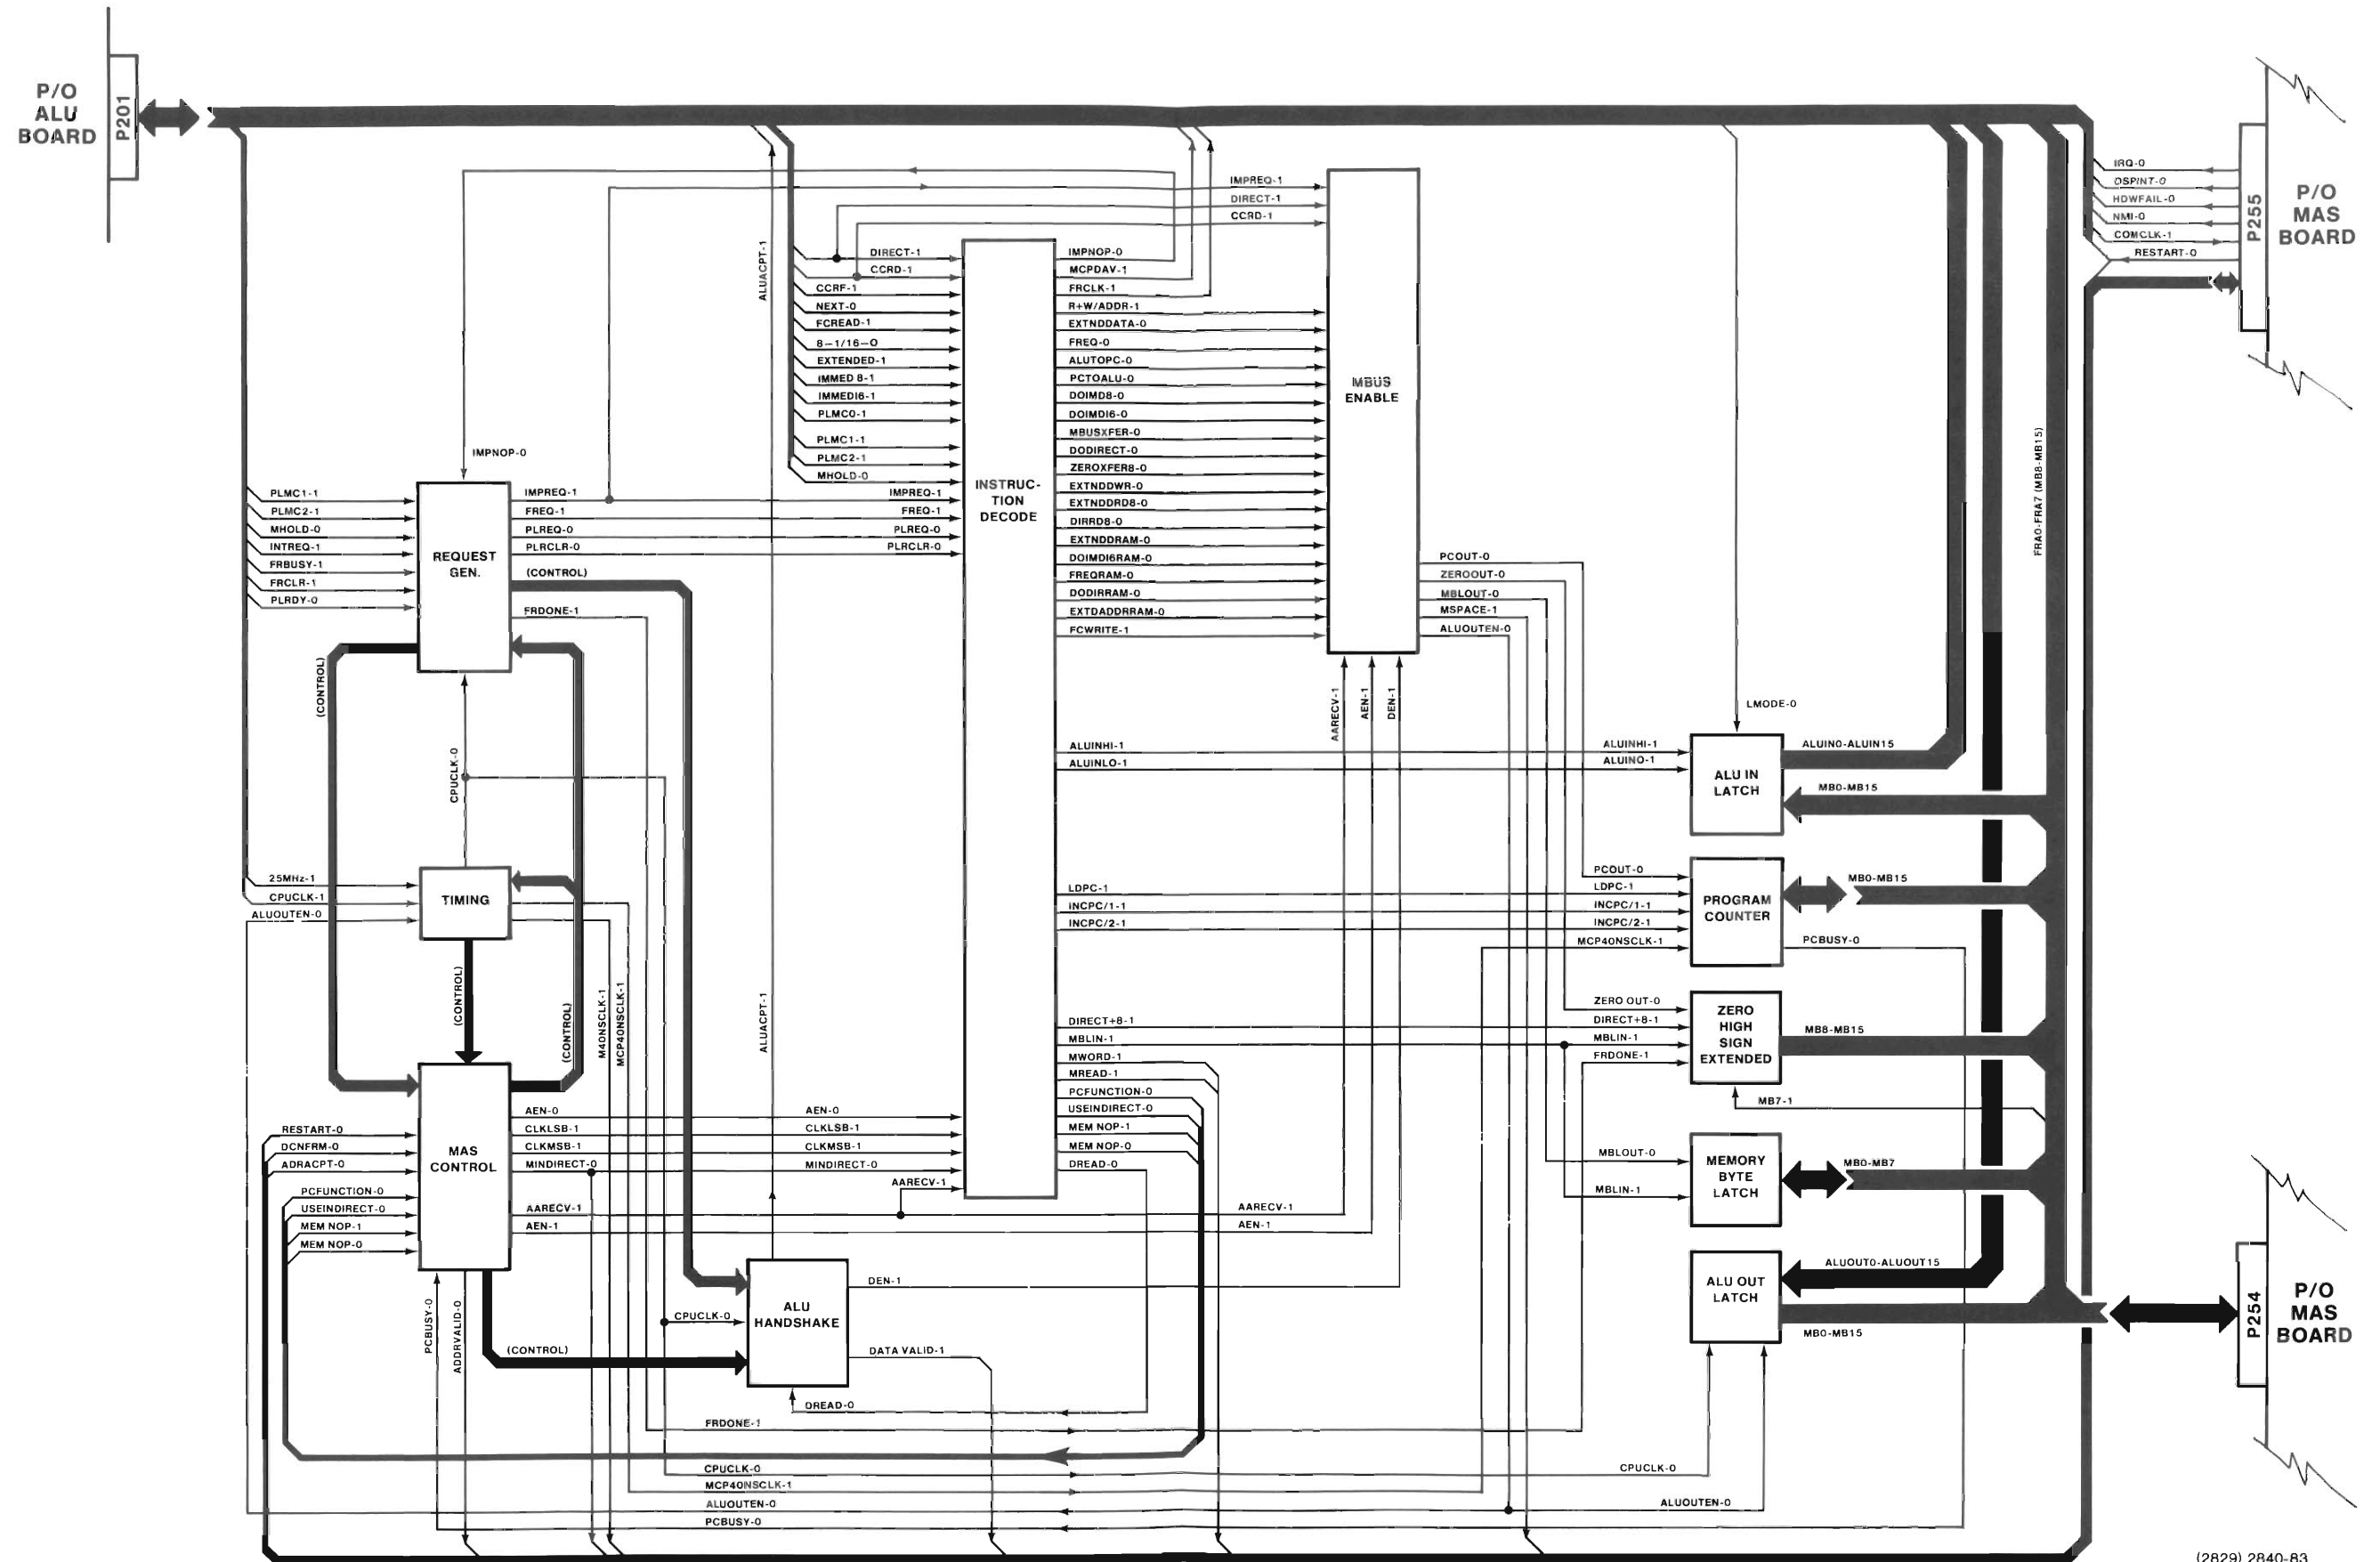 P/O
ALU
BOARD
P201
IRQ-0
DSPINT-0
HDWFAIL-0
NMI-0
COMCLK-1
RESTART-0
P255
P/O
MAS
BOARD
IMPREQ-1
DIRECT-1
CCRD-1
ALUACPT-1
DIRECT-1
CCRD-1
CCRF-1
NEXT-0
FCREAD-1
8-1/16-O
EXTENDED-1
IMMED 8-1
IMMEDI6-1
PLMC0-1
PLMC1-1
PLMC2-1
MHOLD-0
IMPREQ-1
FREQ-1
PLREQ-0
PLRCLR-0
INSTRUC-
TION
DECODE
IMPNOP-0
MCPDAV-1
FRCLK-1
R+W/ADDR-1
EXTNDDATA-0
FREQ-0
ALUTOPC-0
PCTOALU-0
DOIMD8-0
DOIMDI6-0
MBUSXFER-0
DODIRECT-0
ZEROXFER8-0
EXTNDDWR-0
EXTNDDRD8-0
DIRRD8-0
EXTNDDRAM-0
DOIMDI6RAM-0
FREQRAM-0
DODIRRAM-0
EXTDADDRRAM-0
FCWRITE-1
MBUS
ENABLE
PCOUT-0
ZEROOUT-0
MBLOUT-0
MSPACE-1
ALUOUTEN-0
FRA0-FRA7 (MB8-MB15)
IMPNOP-0
PLMC1-1
PLMC2-1
MHOLD-0
INTREQ-1
FRBUSY-1
FRCLR-1
PLRDY-0
REQUEST
GEN.
IMPREQ-1
FREQ-1
PLREQ-0
PLRCLR-0
(CONTROL)
FRDONE-1
(CONTROL)
CPUCLK-0
AARECV-1
AEN-1
DEN-1
LMODE-0
ALUINHI-1
ALUINLO-1
ALUINHI-1
ALUINO-1
ALU IN
LATCH
ALUIN0-ALUIN15
MB0-MB15
25MHz-1
CPUCLK-1
ALUOUTEN-0
TIMING
(CONTROL)
(CONTROL)
M40NSCLK-1
MCP40NSCLK-1
ALUACPT-1
LDPC-1
INCPC/1-1
INCPC/2-1
PCOUT-0
LDPC-1
INCPC/1-1
INCPC/2-1
MCP40NSCLK-1
PROGRAM
COUNTER
MB0-MB15
PCBUSY-0
DIRECT+8-1
MBLIN-1
MWORD-1
MREAD-1
PCFUNCTION-0
USEINDIRECT-0
MEM NOP-1
MEM NOP-0
DREAD-0
ZERO OUT-0
DIRECT+8-1
MBLIN-1
FRDONE-1
ZERO
HIGH
SIGN
EXTENDED
MB8-MB15
MB7-1
RESTART-0
DCNFRM-0
ADRACPT-0
PCFUNCTION-0
USEINDIRECT-0
MEM NOP-1
MEM NOP-0
MAS
CONTROL
AEN-0
CLKLSB-1
CLKMSB-1
MINDIRECT-0
AARECV-1
AEN-1
AEN-0
CLKLSB-1
CLKMSB-1
MINDIRECT-0
AARECV-1
AARECV-1
AEN-1
MBLOUT-0
MBLIN-1
MEMORY
BYTE
LATCH
MB0-MB7
PCBUSY-0
ADDRVALID-0
(CONTROL)
CPUCLK-0
ALU
HANDSHAKE
DEN-1
DATA VALID-1
DREAD-0
ALU OUT
LATCH
ALUOUT0-ALUOUT15
MB0-MB15
P254
P/O
MAS
BOARD
FRDONE-1
CPUCLK-0
CPUCLK-0
MCP40NSCLK-1
ALUOUTEN-0
ALUOUTEN-0
PCBUSY-0
(2829) 2840-83